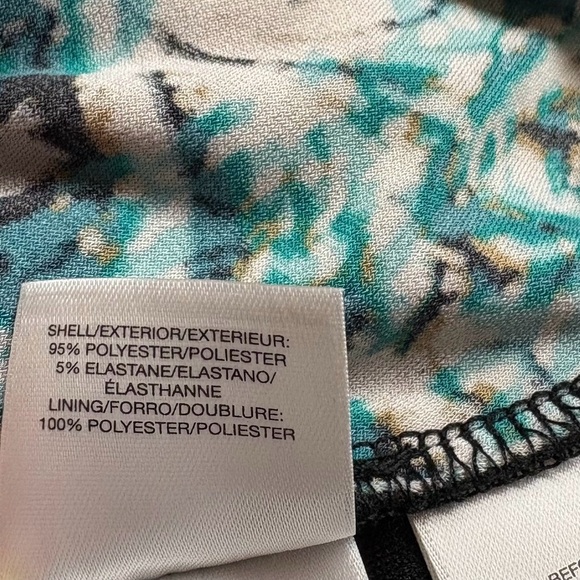 SHELL/EXTERIOR/EXTERIEUR:
95% POLYESTER/POLIESTER
5% ELASTANE/ELASTANO/
ÉLASTHANNE
LINING/FORRO/DOUBLURE:
100% POLYESTER/POLIESTER